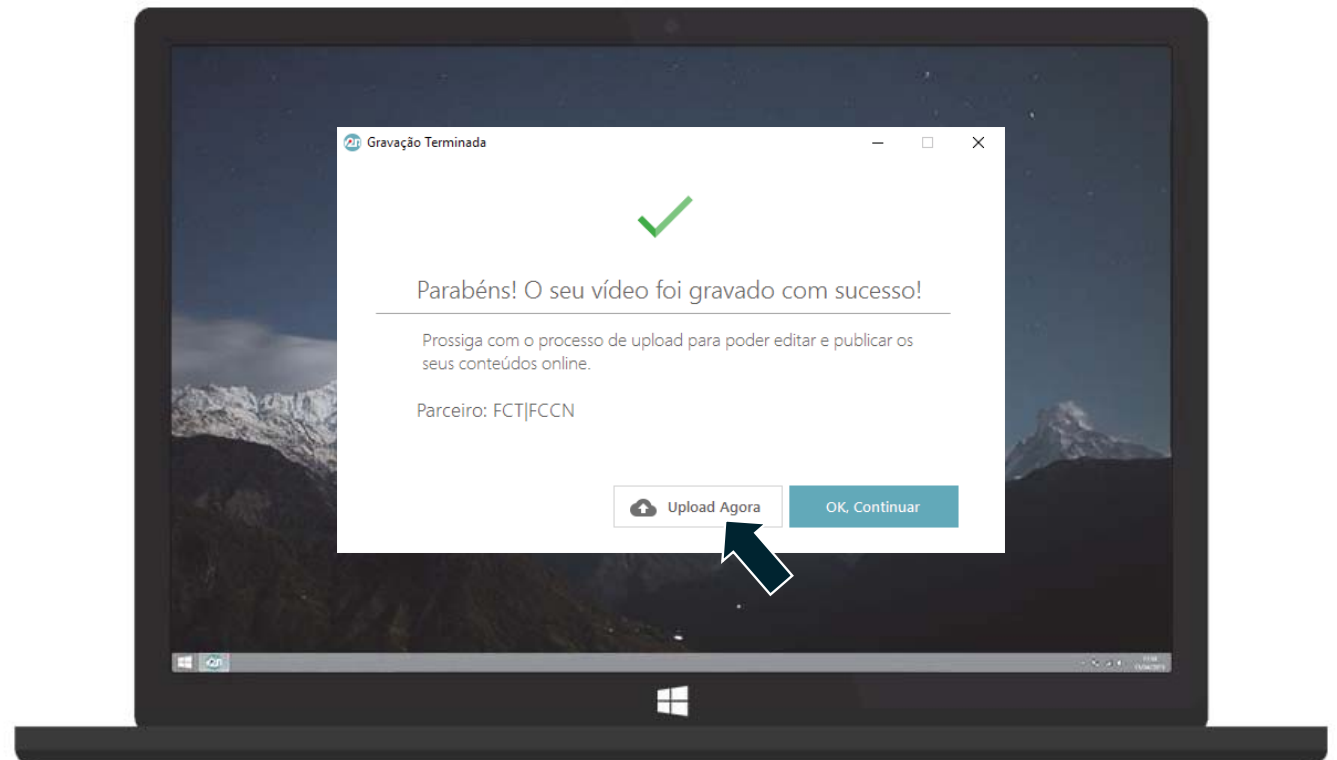 Gravação Terminada
Parabéns! O seu vídeo foi gravado com sucesso!
Prossiga com o processo de upload para poder editar e publicar os
seus conteúdos online.
Parceiro: FCT|FCCN
Upload Agora
OK, Continuar